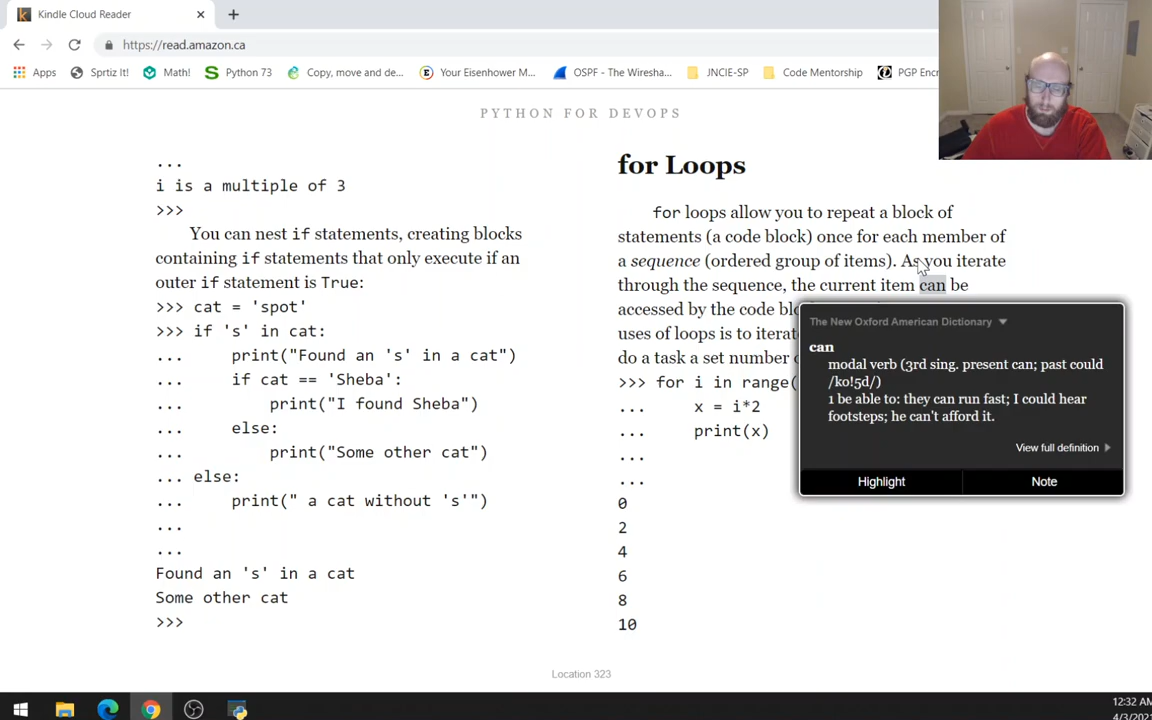 Kindle Cloud Reader
https://read.amazon.ca
Apps
Sprtiz It!
Math!
Python 73
Copy, move and de...
Your Eisenhower M...
OSPF - The Wiresha...
JNCIE-SP
Code Mentorship
PGP Encr
PYTHON FOR DEVOPS
...
i is a multiple of 3
>>>
You can nest if statements, creating blocks
containing if statements that only execute if an
outer if statement is True:
>>> cat = 'spot'
>>> if 's' in cat:
...     print("Found an 's' in a cat")
...     if cat == 'Sheba':
...         print("I found Sheba")
...     else:
...         print("Some other cat")
... else:
...     print(" a cat without 's'")
...
...
Found an 's' in a cat
Some other cat
>>>
for Loops
for loops allow you to repeat a block of
statements (a code block) once for each member of
a sequence (ordered group of items). As you iterate
through the sequence, the current item can be
accessed by the code
uses of loops is to
do a task a set number
>>> for i in range(
...     x = i*2
...     print(x)
...
...
0
2
4
6
8
10
The New Oxford American Dictionary
can
modal verb (3rd sing. present can; past could
/ko!5d/)
1 be able to: they can run fast; I could hear
footsteps; he can't afford it.
View full definition
Highlight
Note
Location 323
12:32 AM